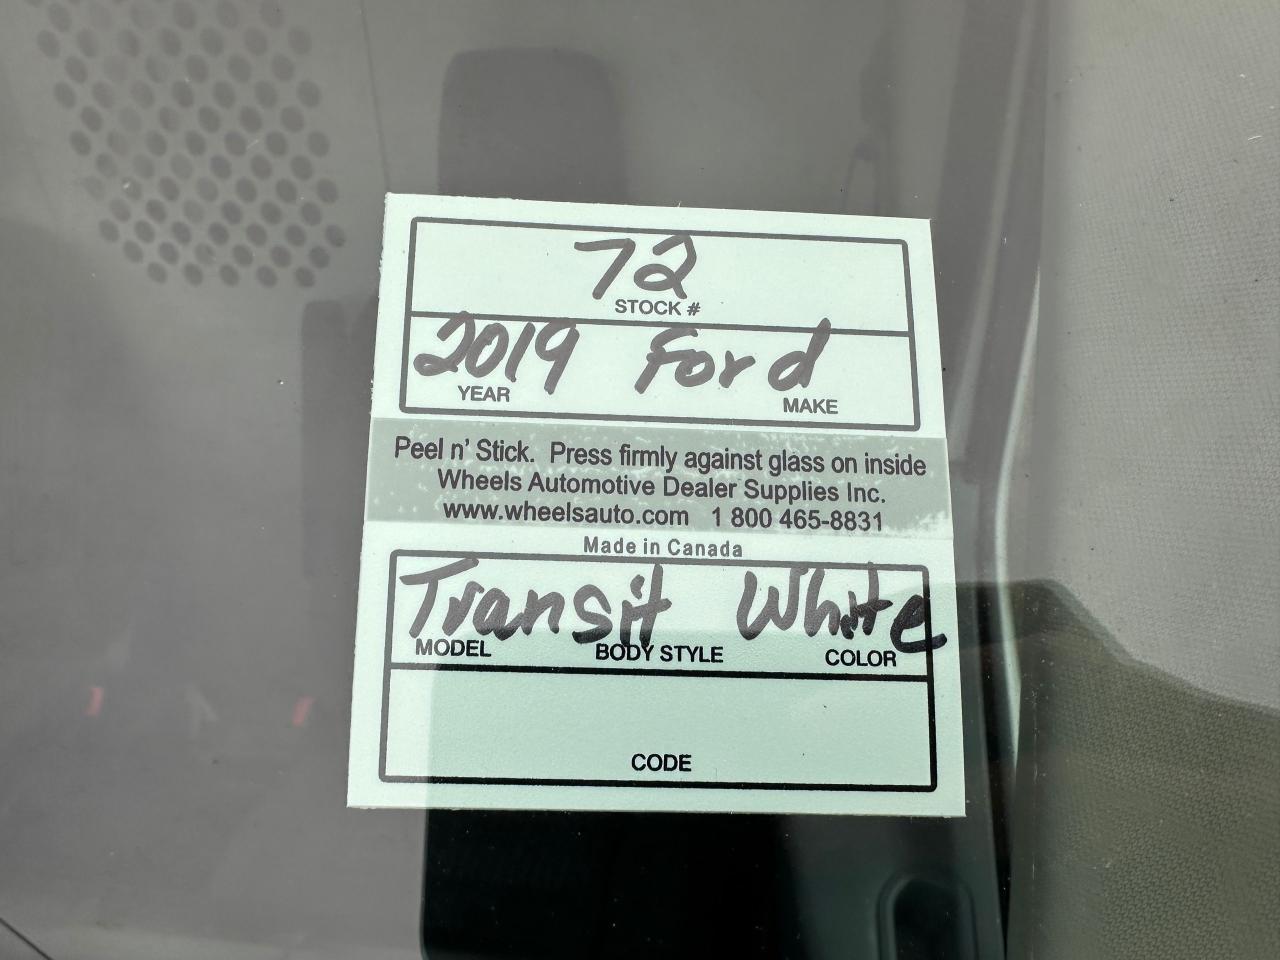 72
STOCK #
2019 Ford
YEAR MAKE
Peel n' Stick. Press firmly against glass on inside
Wheels Automotive Dealer Supplies Inc.
www.wheelsauto.com 1 800 465-8831
Made in Canada
Transit White
MODEL BODY STYLE COLOR
CODE